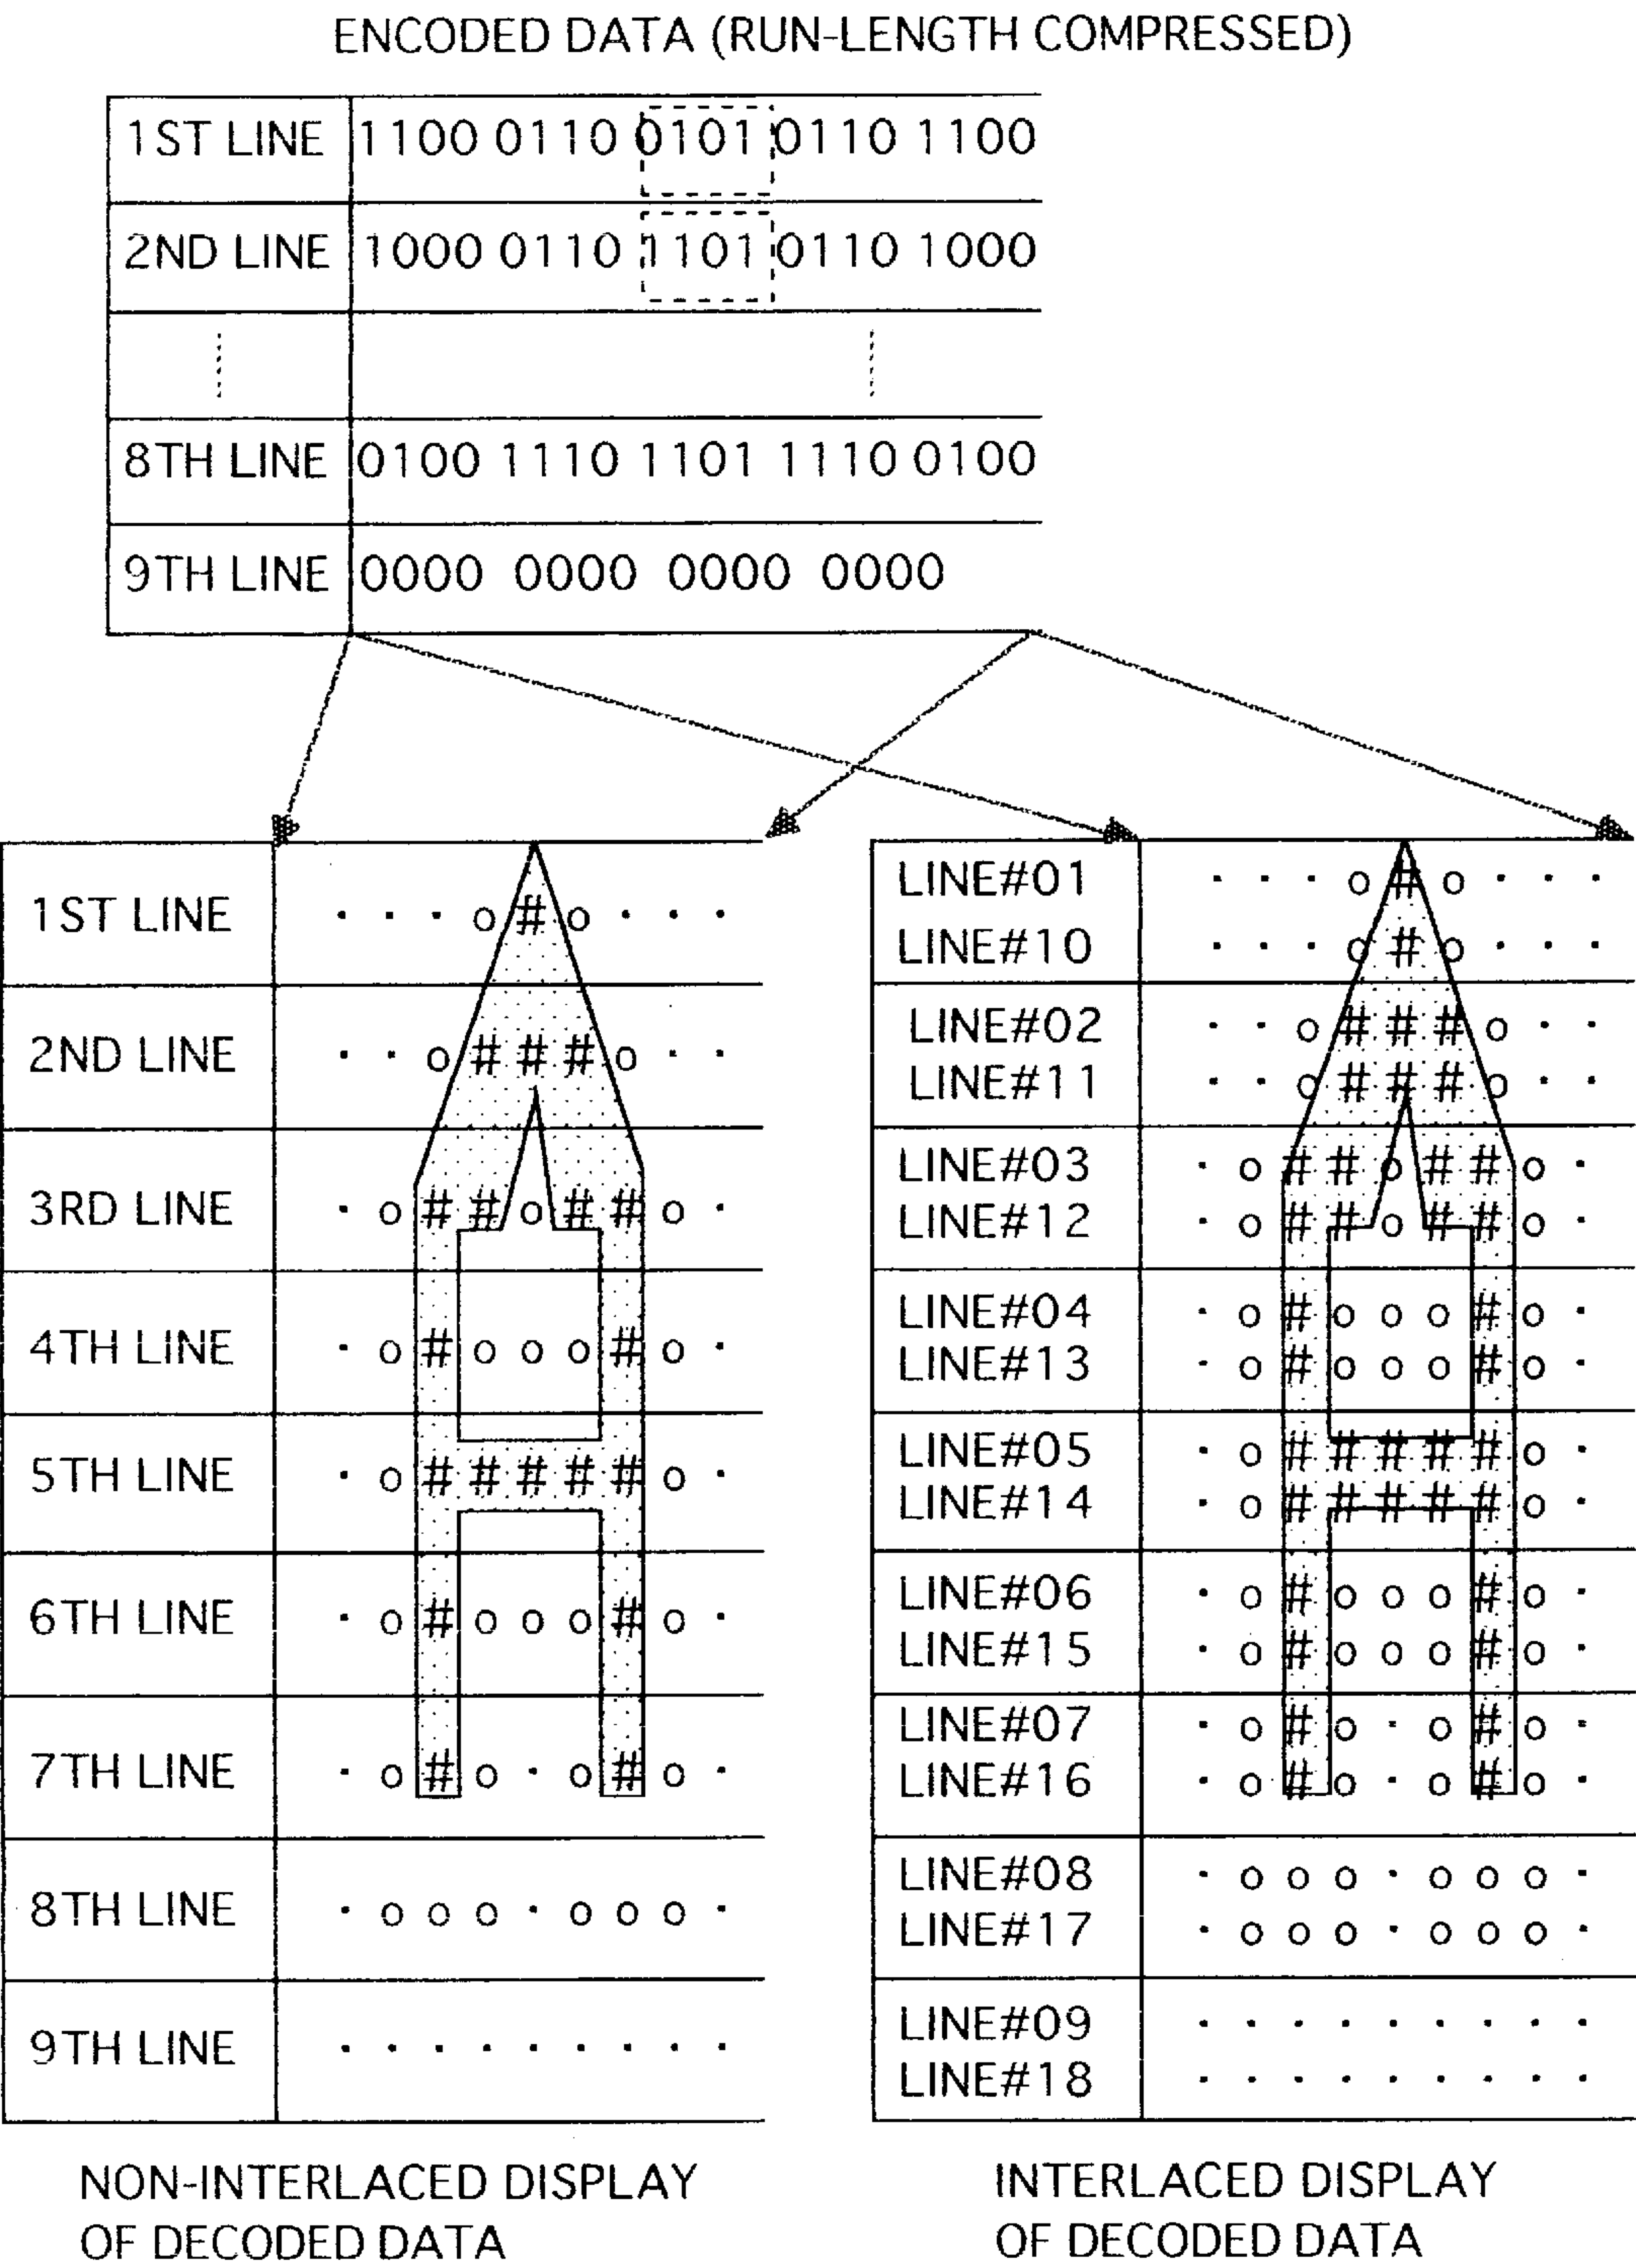 ENCODED DATA (RUN-LENGTH COMPRESSED)
1ST LINE 1100 0110 0101 0110 1100
2ND LINE 1000 0110 1101 0110 1000
8TH LINE 0100 1110 1101 1110 0100
9TH LINE 0000 0000 0000 0000
1ST LINE · · · o # o · · ·
2ND LINE · · o # # # o · ·
3RD LINE · o # # o # # o ·
4TH LINE · o # o o o # o ·
5TH LINE · o # # # # # o ·
6TH LINE · o # o o o # o ·
7TH LINE · o # o · o # o ·
8TH LINE · o o o · o o o ·
9TH LINE · · · · · · · · ·
NON-INTERLACED DISPLAY
OF DECODED DATA
LINE#01 · · · o # o · · ·
LINE#10 · · · o # o · · ·
LINE#02 · · o # # # o · ·
LINE#11 · · o # # # o · ·
LINE#03 · o # # o # # o ·
LINE#12 · o # # o # # o ·
LINE#04 · o # o o o # o ·
LINE#13 · o # o o o # o ·
LINE#05 · o # # # # # o ·
LINE#14 · o # # # # # o ·
LINE#06 · o # o o o # o ·
LINE#15 · o # o o o # o ·
LINE#07 · o # o · o # o ·
LINE#16 · o # o · o # o ·
LINE#08 · o o o · o o o ·
LINE#17 · o o o · o o o ·
LINE#09 · · · · · · · · ·
LINE#18 · · · · · · · · ·
INTERLACED DISPLAY
OF DECODED DATA